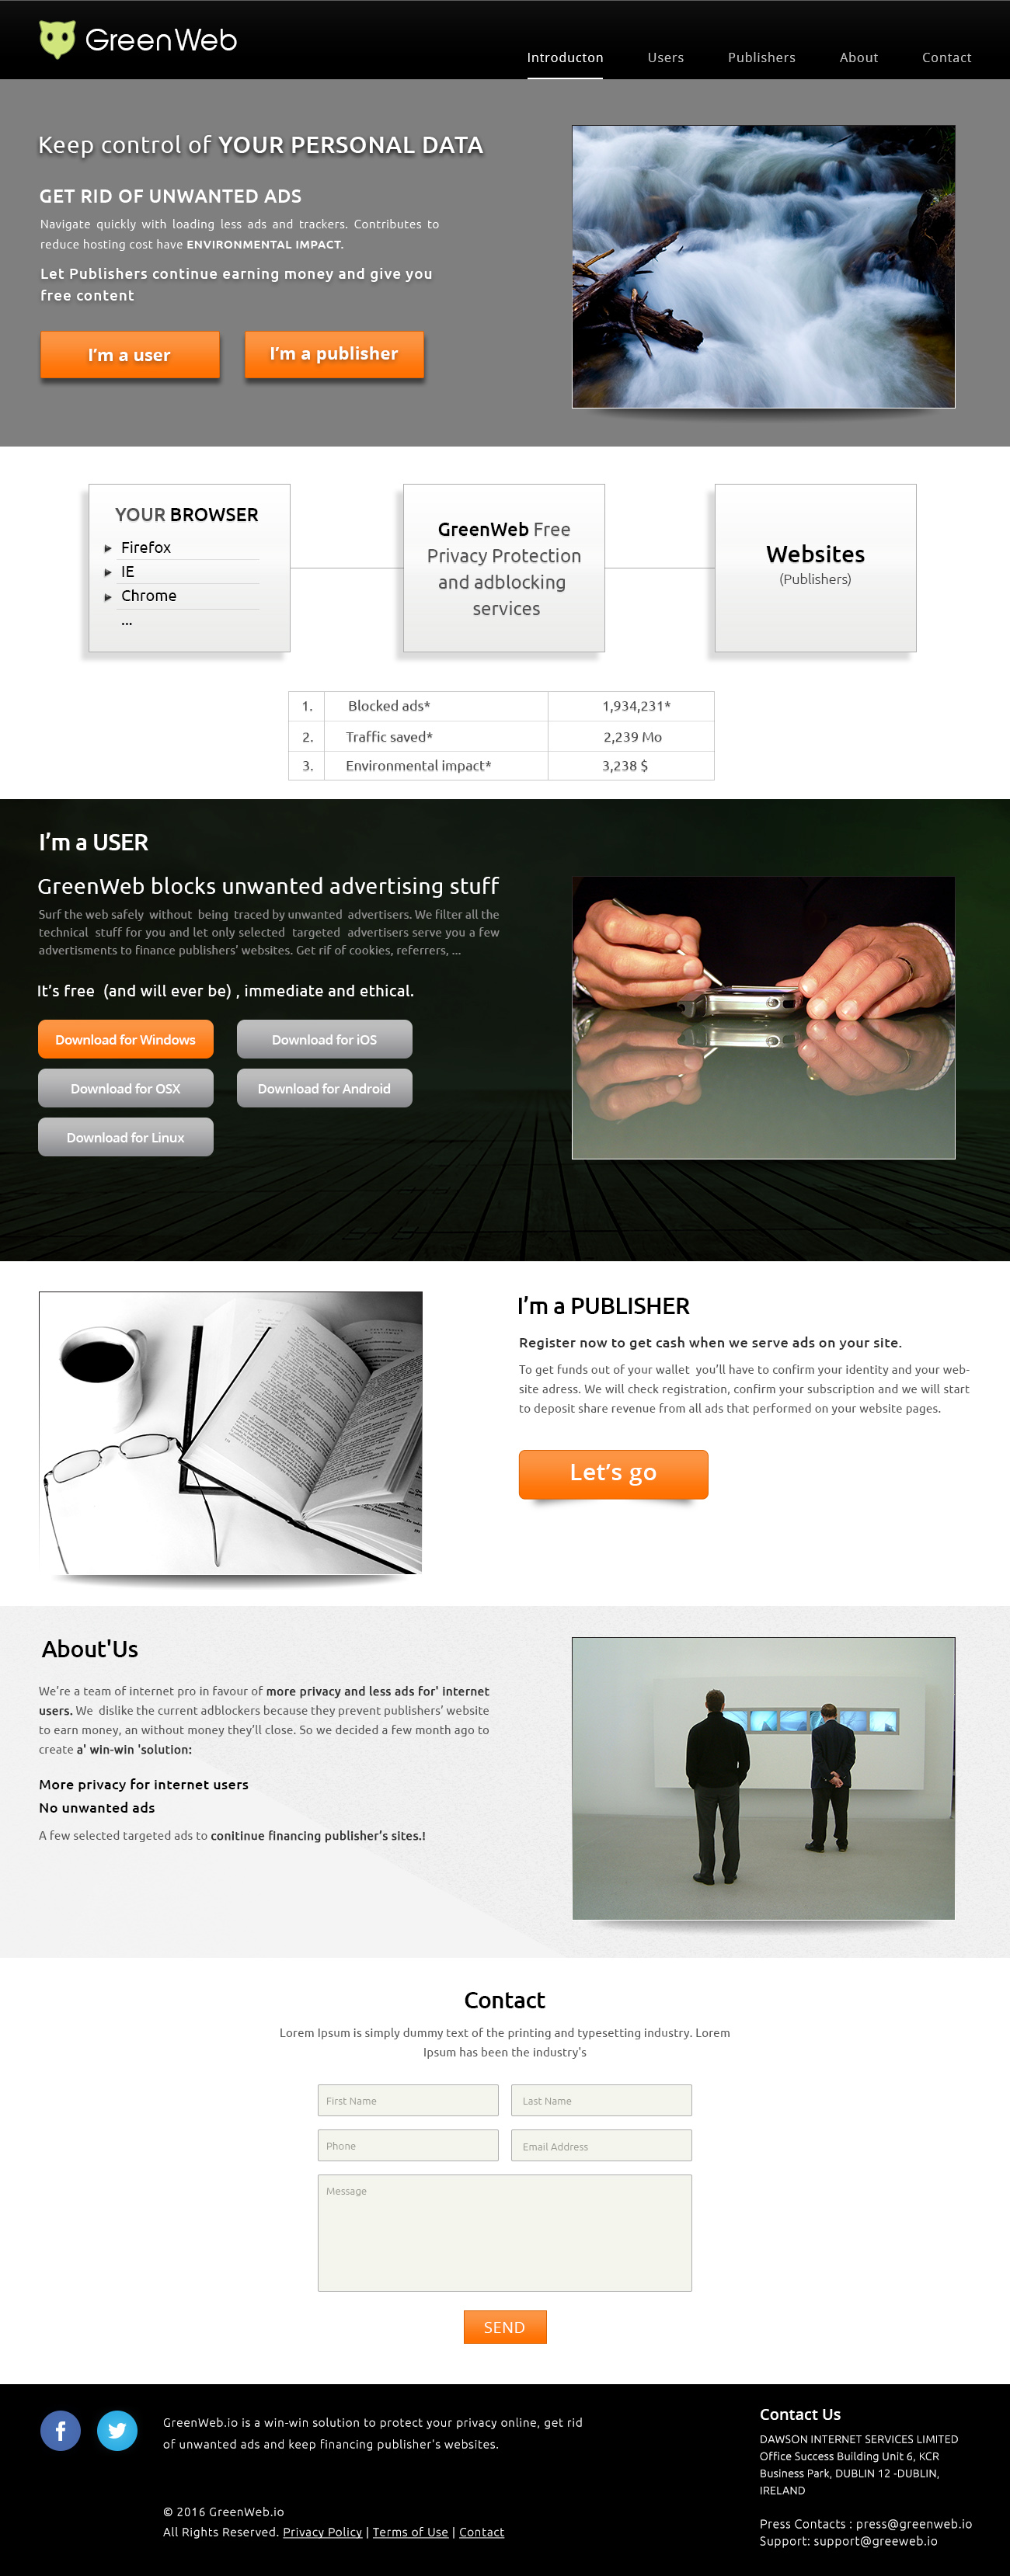 GreenWeb
Introducton Users Publishers About Contact
Keep control of YOUR PERSONAL DATA
GET RID OF UNWANTED ADS
Navigate quickly with loading less ads and trackers. Contributes to
reduce hosting cost have ENVIRONMENTAL IMPACT.
Let Publishers continue earning money and give you
free content
I'm a user
I'm a publisher
YOUR BROWSER
Firefox
IE
Chrome
...
GreenWeb Free
Privacy Protection
and adblocking
services
Websites
(Publishers)
1. Blocked ads* 1,934,231*
2. Traffic saved* 2,239 Mo
3. Environmental impact* 3,238 $
I'm a USER
GreenWeb blocks unwanted advertising stuff
Surf the web safely without being traced by unwanted advertisers. We filter all the
technical stuff for you and let only selected targeted advertisers serve you a few
advertisments to finance publishers' websites. Get rif of cookies, referrers, ...
It's free (and will ever be) , immediate and ethical.
Download for Windows
Download for iOS
Download for OSX
Download for Android
Download for Linux
I'm a PUBLISHER
Register now to get cash when we serve ads on your site.
To get funds out of your wallet you'll have to confirm your identity and your web-
site adress. We will check registration, confirm your subscription and we will start
to deposit share revenue from all ads that performed on your website pages.
Let's go
About'Us
We're a team of internet pro in favour of more privacy and less ads for' internet
users. We dislike the current adblockers because they prevent publishers' website
to earn money, an without money they'll close. So we decided a few month ago to
create a' win-win 'solution:
More privacy for internet users
No unwanted ads
A few selected targeted ads to conitinue financing publisher's sites.!
Contact
Lorem Ipsum is simply dummy text of the printing and typesetting industry. Lorem
Ipsum has been the industry's
First Name
Last Name
Phone
Email Address
Message
SEND
GreenWeb.io is a win-win solution to protect your privacy online, get rid
of unwanted ads and keep financing publisher's websites.
© 2016 GreenWeb.io
All Rights Reserved. Privacy Policy | Terms of Use | Contact
Contact Us
DAWSON INTERNET SERVICES LIMITED
Office Success Building Unit 6, KCR
Business Park, DUBLIN 12 -DUBLIN,
IRELAND
Press Contacts : press@greenweb.io
Support: support@greeweb.io